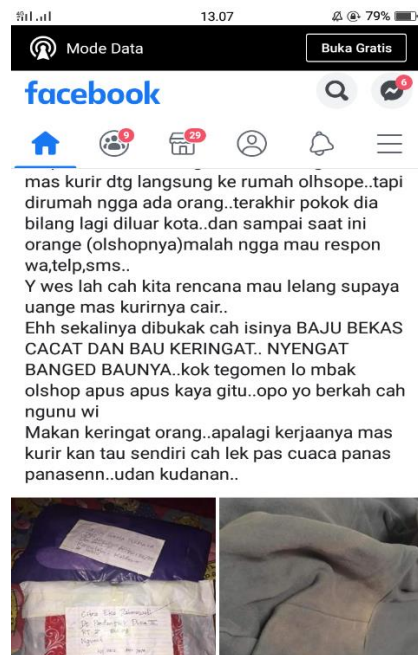 13.07
79%
Mode Data
Buka Gratis
facebook
6
9
29
mas kurir dtg langsung ke rumah olhsope..tapi
dirumah ngga ada orang..terakhir pokok dia
bilang lagi diluar kota..dan sampai saat ini
orange (olshopnya)malah ngga mau respon
wa,telp,sms..
Y wes lah cah kita rencana mau lelang supaya
uange mas kurirnya cair..
Ehh sekalinya dibukak cah isinya BAJU BEKAS
CACAT DAN BAU KERINGAT.. NYENGAT
BANGED BAUNYA..kok tegomen lo mbak
olshop apus apus kaya gitu..opo yo berkah cah
ngunu wi
Makan keringat orang..apalagi kerjaanya mas
kurir kan tau sendiri cah lek pas cuaca panas
panasenn..udan kudanan..